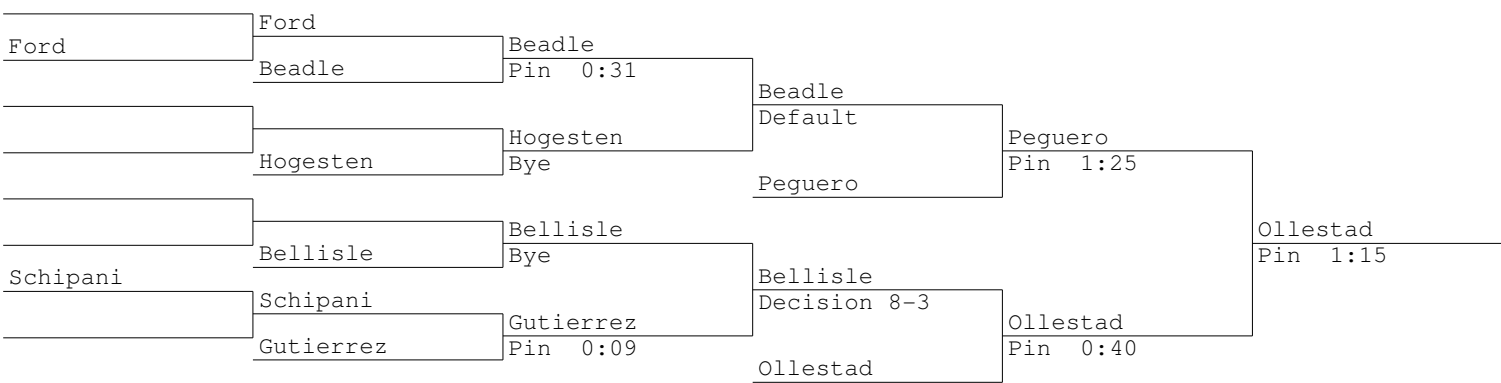 Ford
Ford
Beadle
Beadle
Pin 0:31
Beadle
Default
Hogesten
Hogesten
Bye
Peguero
Peguero
Pin 1:25
Bellisle
Bellisle
Bye
Ollestad
Pin 1:15
Schipani
Schipani
Bellisle
Decision 8-3
Gutierrez
Gutierrez
Pin 0:09
Ollestad
Pin 0:40
Ollestad